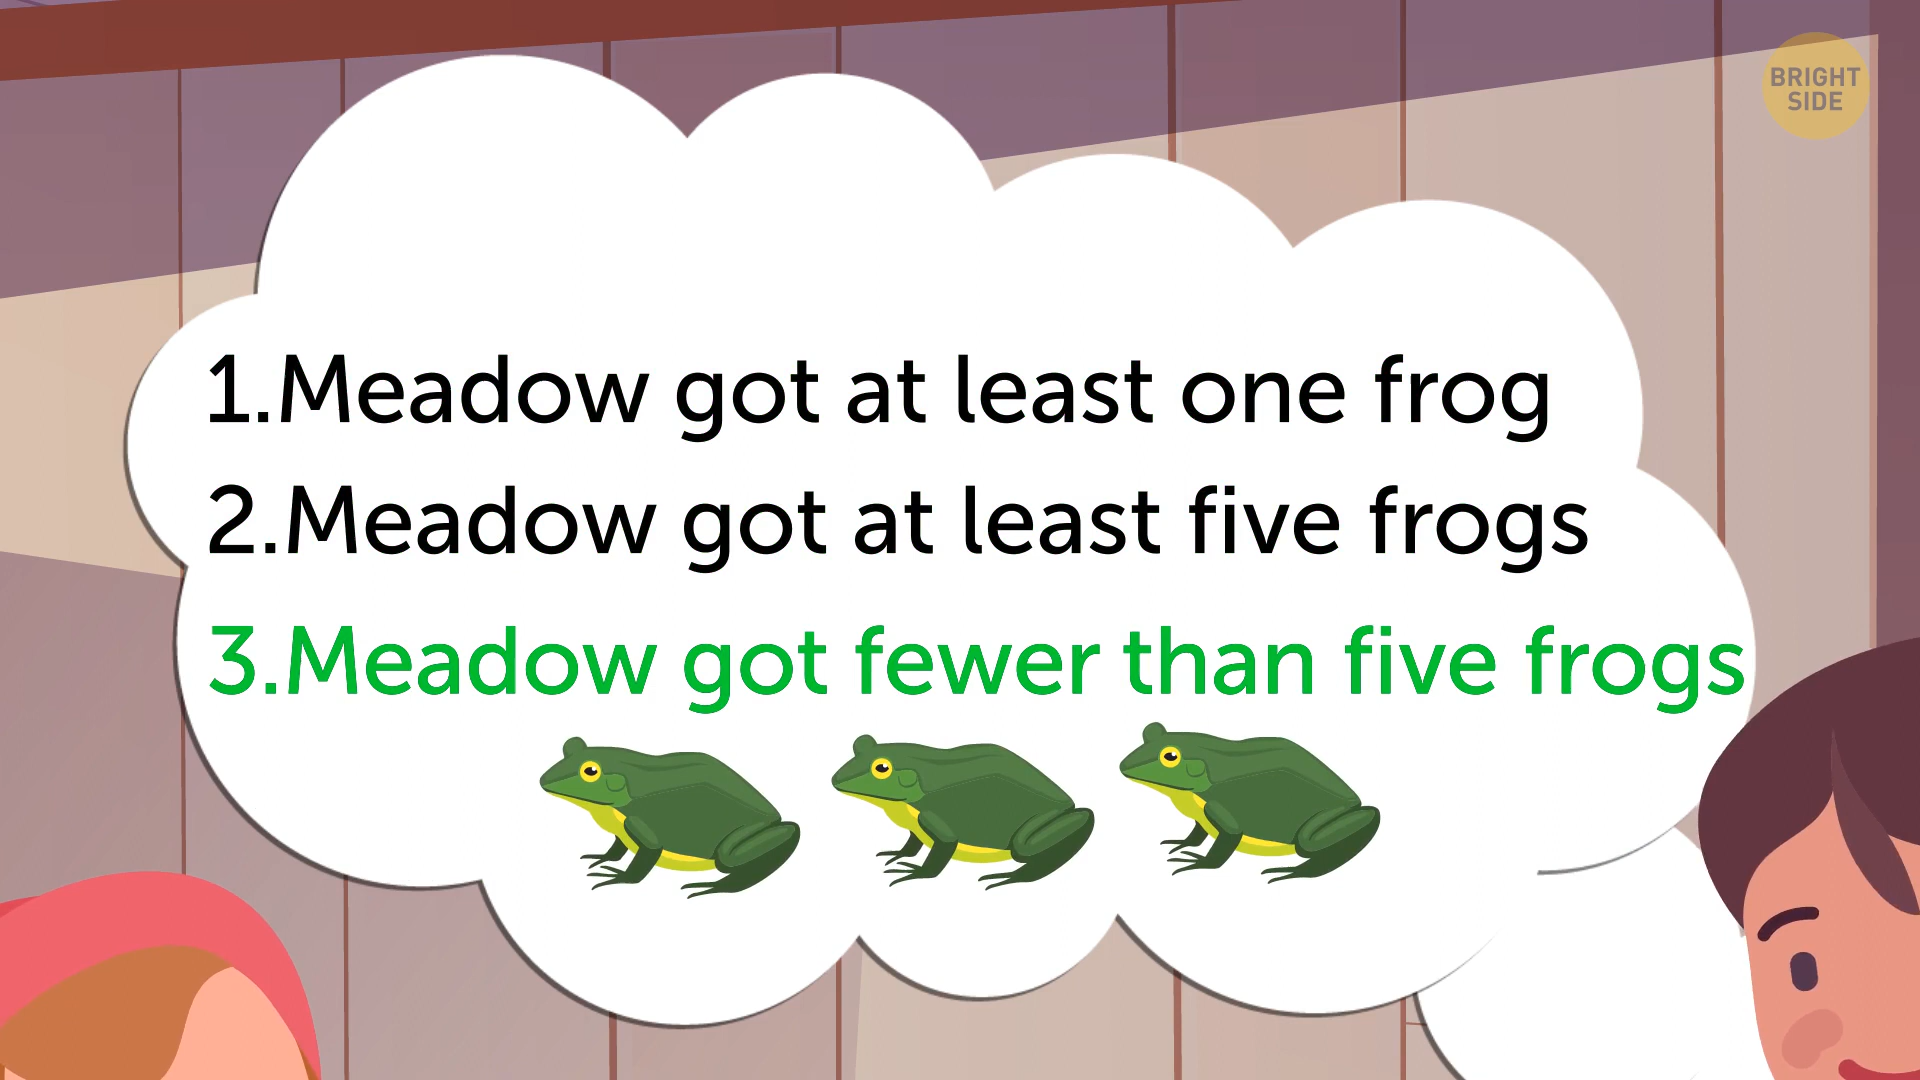 BRIGHT
SIDE
1.Meadow got at least one frog
2.Meadow got at least five frogs
3.Meadow got fewer than five frogs